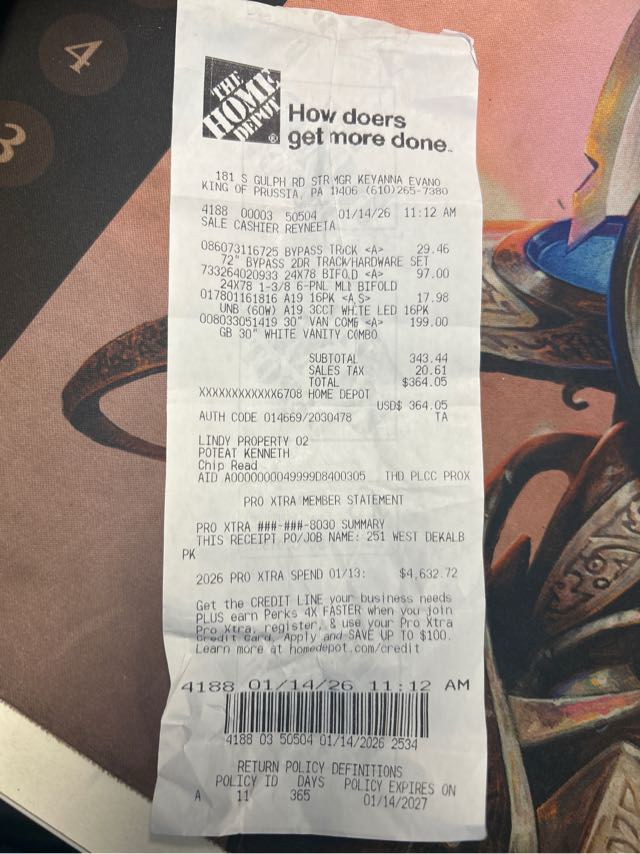 4
3
THE
HOME
DEPOT
How doers
get more done.
181 S GULPH RD STR MGR KEYANNA EVANO
KING OF PRUSSIA, PA 19406 (610)265-7380
4188 00003 50504 01/14/26 11:12 AM
SALE CASHIER REYNEETA
086073116725 BYPASS TRCK <A> 29.46
72" BYPASS 2DR TRACK/HARDWARE SET
733264020933 24X78 BIFOLD <A> 97.00
24X78 1-3/8 6-PNL MLD BIFOLD
017801161816 A19 16PK <A,S> 17.98
UNB (60W) A19 3CCT WHITE LED 16PK
008033051419 30" VAN COMB <A> 199.00
GB 30" WHITE VANITY COMBO
SUBTOTAL 343.44
SALES TAX 20.61
TOTAL $364.05
XXXXXXXXXXXX6708 HOME DEPOT
USD$ 364.05
AUTH CODE 014669/2030478 TA
LINDY PROPERTY 02
POTEAT KENNETH
Chip Read
AID A0000000049999D8400305 THD PLCC PROX
PRO XTRA MEMBER STATEMENT
PRO XTRA ###-###-8030 SUMMARY
THIS RECEIPT PO/JOB NAME: 251 WEST DEKALB
PK
2026 PRO XTRA SPEND 01/13: $4,632.72
Get the CREDIT LINE your business needs
PLUS earn Perks 4X FASTER when you join
Pro Xtra, register, & use your Pro Xtra
Credit Card. Apply and SAVE UP TO $100.
Learn more at homedepot.com/credit
4188 01/14/26 11:12 AM
4188 03 50504 01/14/2026 2534
RETURN POLICY DEFINITIONS
POLICY ID DAYS POLICY EXPIRES ON
A 11 365 01/14/2027